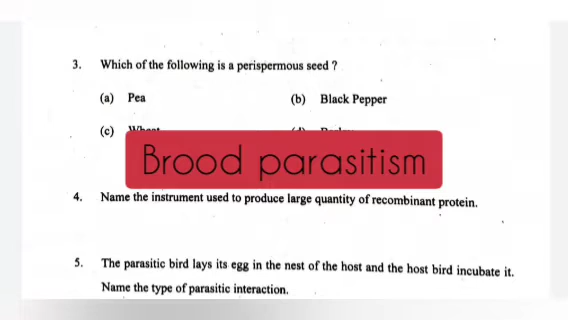 3. Which of the following is a perispermous seed ?
(a) Pea (b) Black Pepper
(c)
Brood parasitism
4. Name the instrument used to produce large quantity of recombinant protein.
5. The parasitic bird lays its egg in the nest of the host and the host bird incubate it.
Name the type of parasitic interaction.